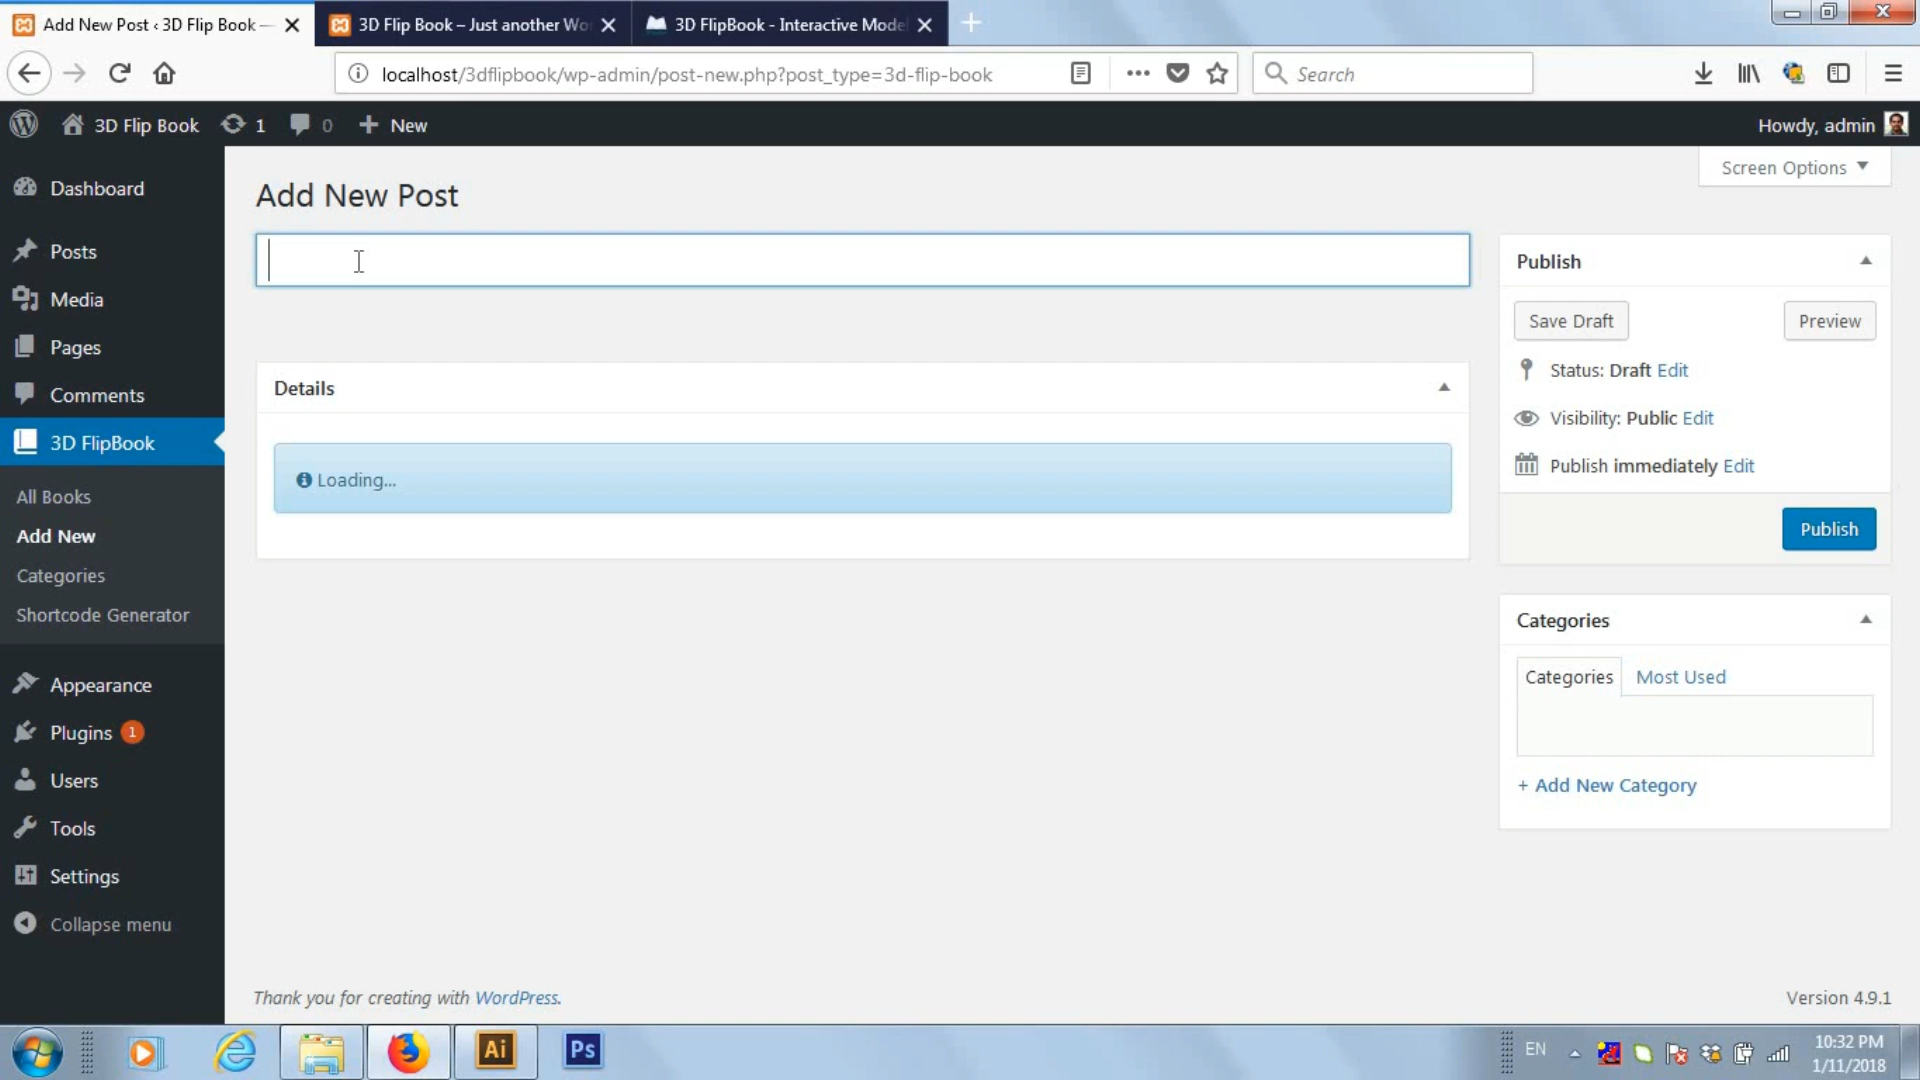 Add New Post ‹ 3D Flip Book —
3D Flip Book – Just another Wo
3D FlipBook - Interactive Mode
localhost/3dflipbook/wp-admin/post-new.php?post_type=3d-flip-book
Search
3D Flip Book
1
0
New
Howdy, admin
Screen Options
Dashboard
Posts
Media
Pages
Comments
3D FlipBook
All Books
Add New
Categories
Shortcode Generator
Appearance
Plugins 1
Users
Tools
Settings
Collapse menu
Add New Post
Details
Loading...
Publish
Save Draft
Preview
Status: Draft Edit
Visibility: Public Edit
Publish immediately Edit
Publish
Categories
Categories
Most Used
+ Add New Category
Thank you for creating with WordPress.
Version 4.9.1
Ai
Ps
EN
10:32 PM
1/11/2018